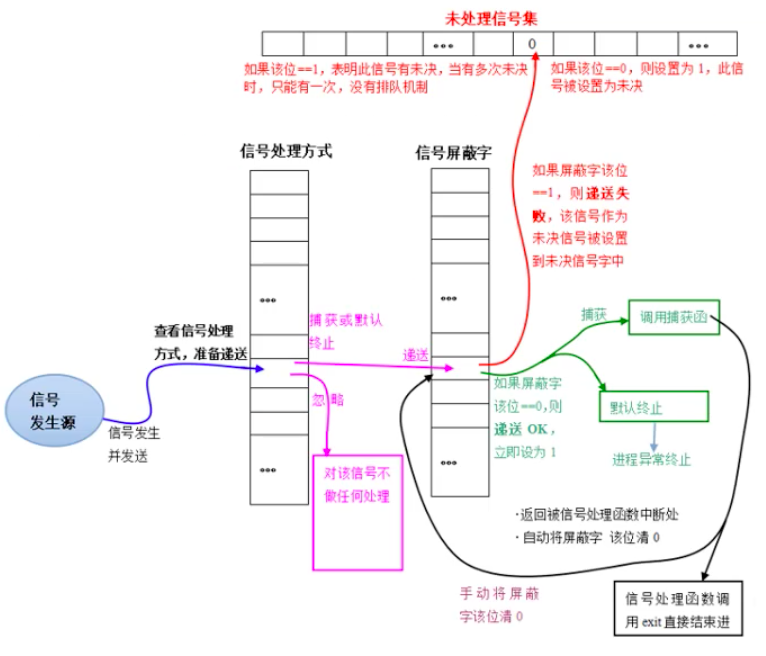 未处理信号集
...
0
...
如果该位==1，表明此信号有未决，当有多次未决
时，只能有一次，没有排队机制
如果该位==0，则设置为 1，此信
号被设置为未决
信号处理方式
信号屏蔽字
如果屏蔽字该位
==1，则递送失
败，该信号作为
未决信号被设置
到未决信号字中
...
...
查看信号处理
方式，准备递送
捕获或默认
终止
递送
捕获
调用捕获函
信号
发生源
信号发生
并发送
忽 略
如果屏蔽字
该位==0,则
递送 OK，
立即设为 1
默认终止
进程异常终止
...
...
对该信号不
做任何处理
·返回被信号处理函数中断处
·自动将屏蔽字 该位清 0
手动将屏蔽
字该位清 0
信号处理函数调
用 exit 直接结束进